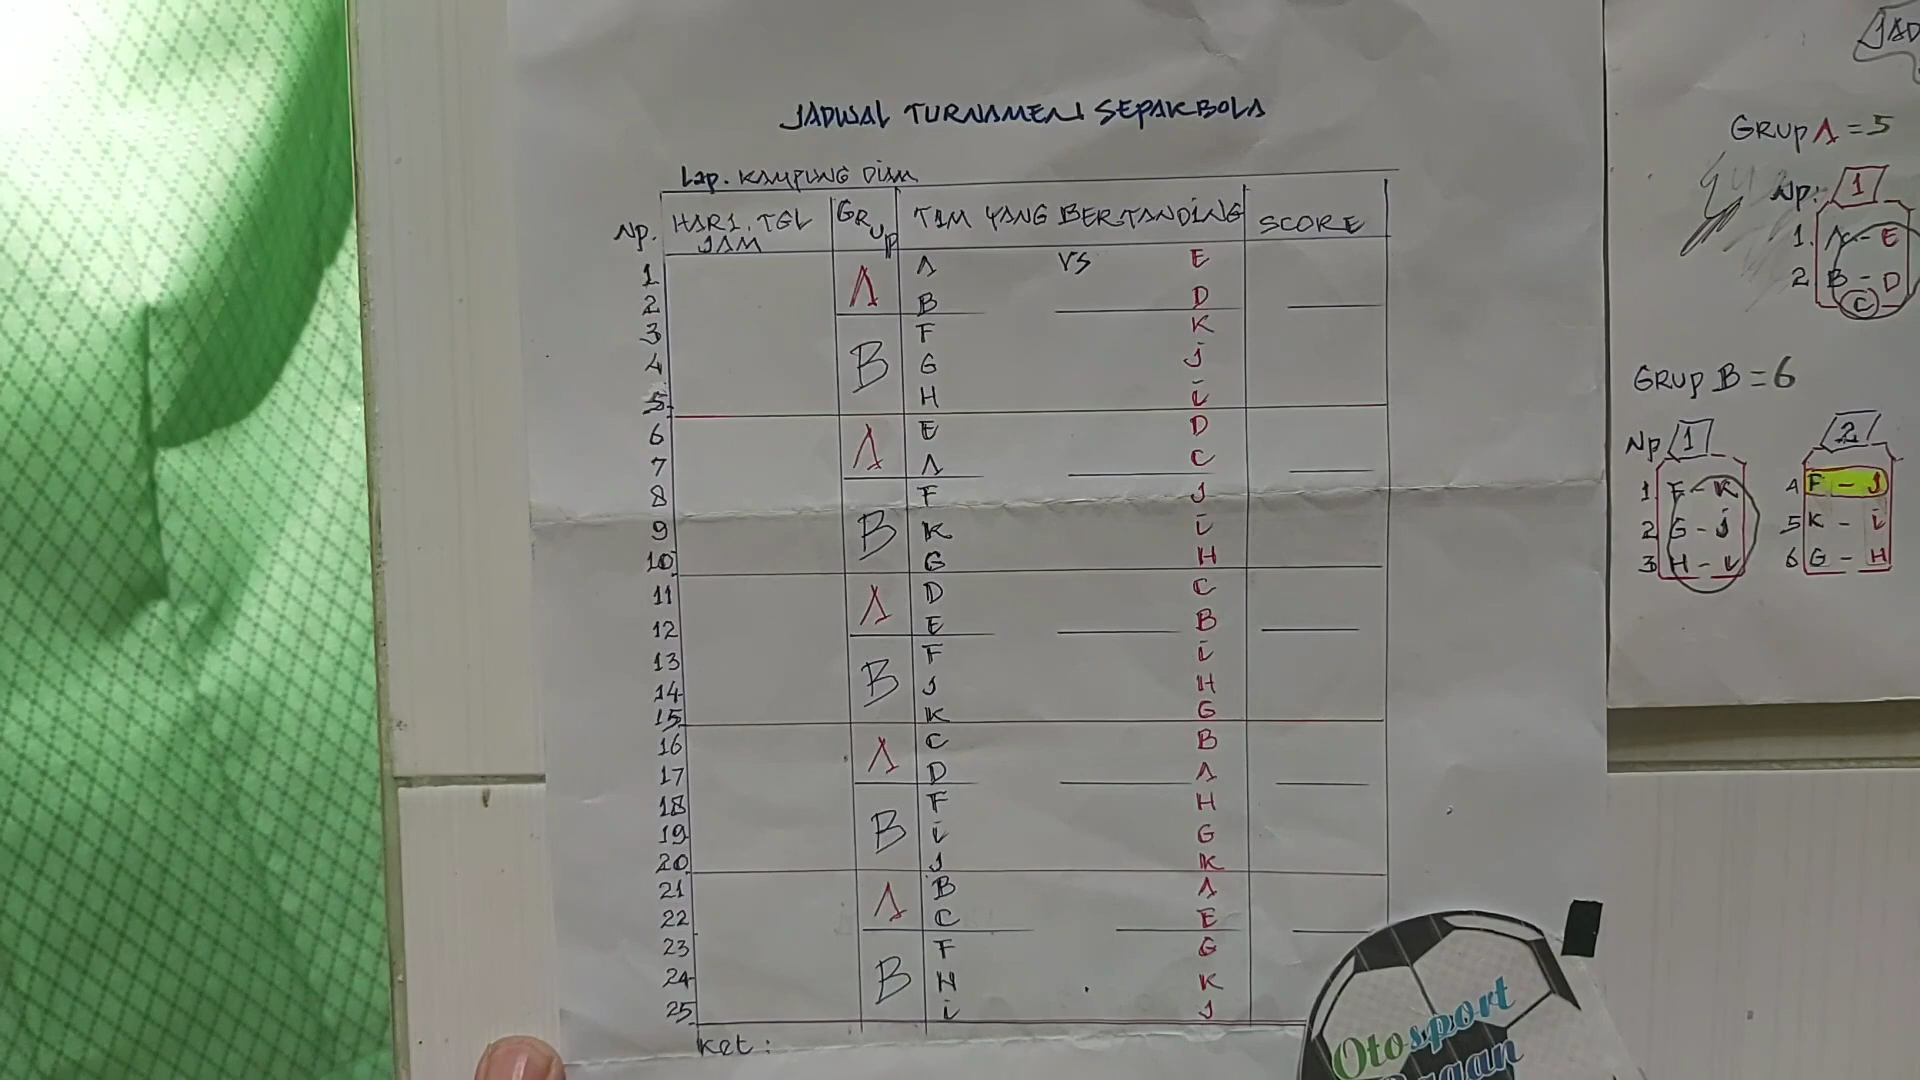 JADWAL TURNAMEN SEPAKBOLA
Lap. KAMPUNG DIAM
No. HARI. TGL JAM GRUP TIM YANG BERTANDING SCORE
1 A A VS E
2 B D
3 B F K
4 G J
5 H i
6 A E D
7 A C
8 B F J
9 K i
10 G H
11 A D C
12 E B
13 B F i
14 J H
15 K G
16 A C B
17 D A
18 B F H
19 i G
20 J K
21 A B A
22 C E
23 B F G
24 H K
25 i J
Ket :
JAD
GRUP A = 5
No: 1
1. A - E
2 B - D
C
GRUP B = 6
No 1 2
1 F - K 4 F - J
2 G - J 5 K - i
3 H - i 6 G - H
Otosport